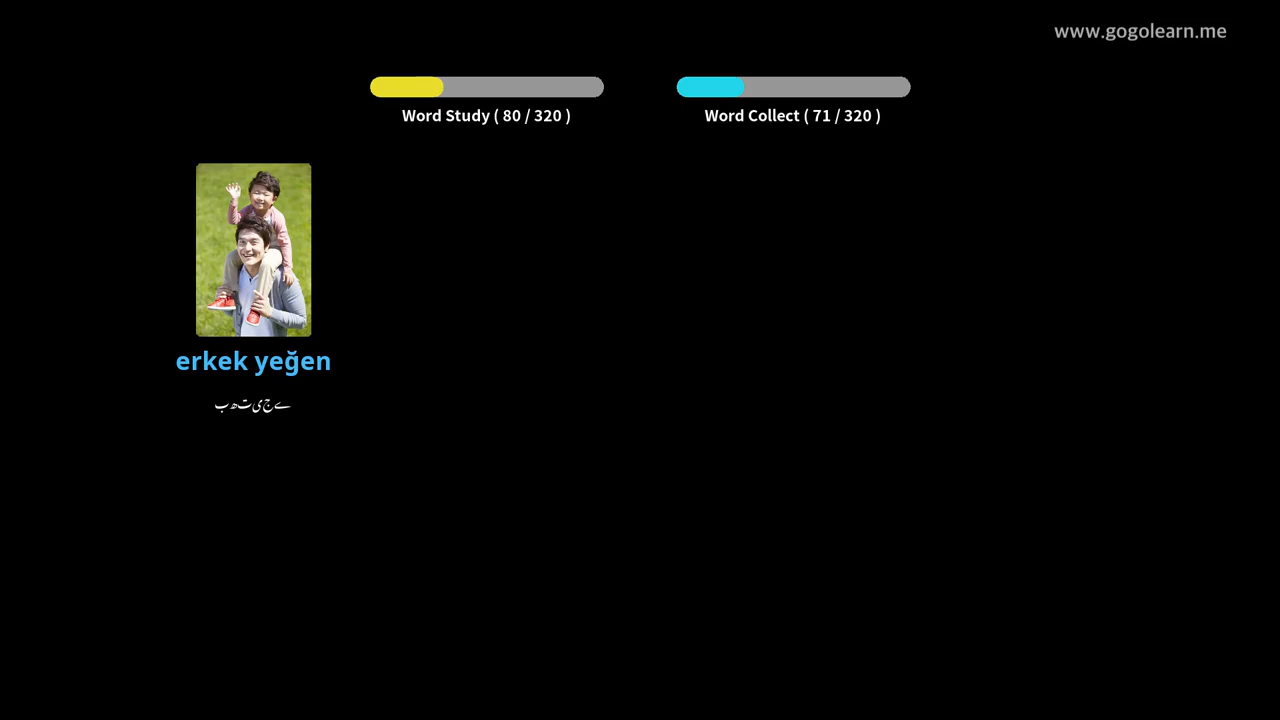 www.gogolearn.me
Word Study ( 80 / 320 )
Word Collect ( 71 / 320 )
erkek yeğen
بھتیجے